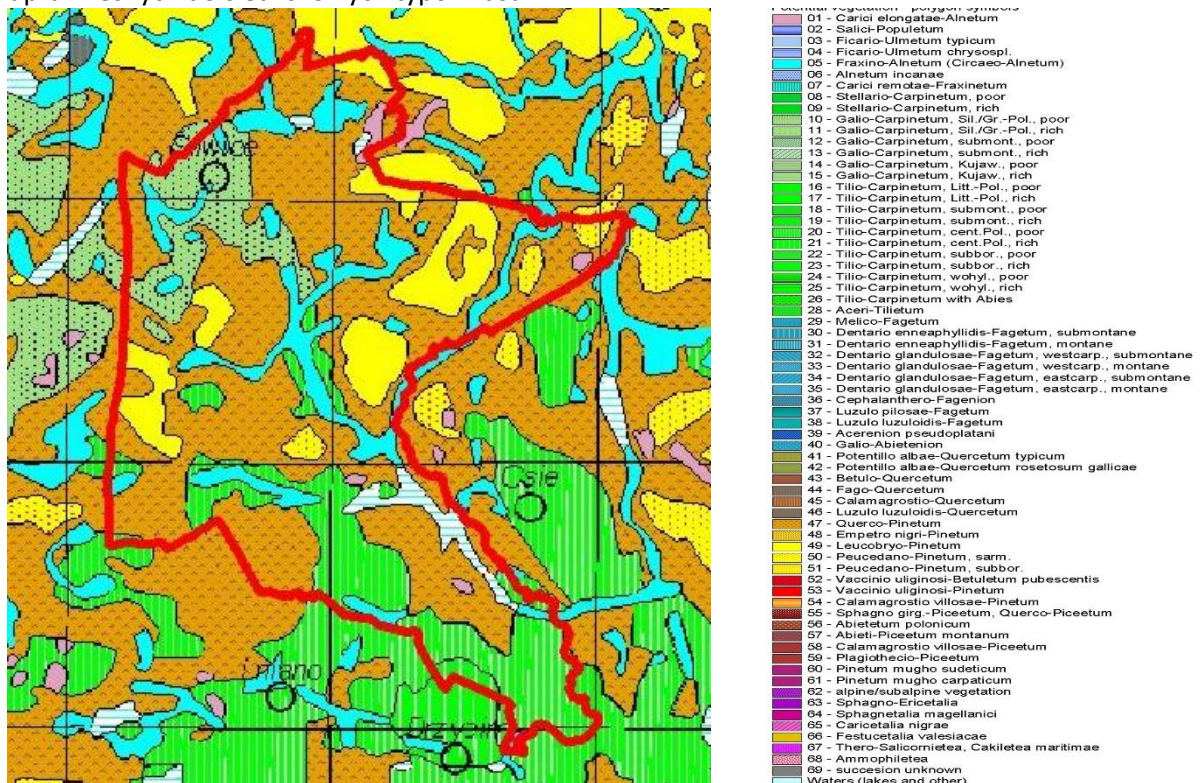 Osie
Potential vegetation - polygon symbols
01 - Carici elongatae-Alnetum
02 - Salici-Populetum
03 - Ficario-Ulmetum typicum
04 - Ficario-Ulmetum chrysospl.
05 - Fraxino-Alnetum (Circaeo-Alnetum)
06 - Alnetum incanae
07 - Carici remotae-Fraxinetum
08 - Stellario-Carpinetum, poor
09 - Stellario-Carpinetum, rich
10 - Galio-Carpinetum, Sil./Gr.-Pol., poor
11 - Galio-Carpinetum, Sil./Gr.-Pol., rich
12 - Galio-Carpinetum, submont., poor
13 - Galio-Carpinetum, submont., rich
14 - Galio-Carpinetum, Kujaw., poor
15 - Galio-Carpinetum, Kujaw., rich
16 - Tilio-Carpinetum, Litt.-Pol., poor
17 - Tilio-Carpinetum, Litt.-Pol., rich
18 - Tilio-Carpinetum, submont., poor
19 - Tilio-Carpinetum, submont., rich
20 - Tilio-Carpinetum, cent.Pol., poor
21 - Tilio-Carpinetum, cent.Pol., rich
22 - Tilio-Carpinetum, subbor., poor
23 - Tilio-Carpinetum, subbor., rich
24 - Tilio-Carpinetum, wohyl., poor
25 - Tilio-Carpinetum, wohyl., rich
26 - Tilio-Carpinetum with Abies
28 - Aceri-Tilietum
29 - Melico-Fagetum
30 - Dentario enneaphyllidis-Fagetum, submontane
31 - Dentario enneaphyllidis-Fagetum, montane
32 - Dentario glandulosae-Fagetum, westcarp., submontane
33 - Dentario glandulosae-Fagetum, westcarp., montane
34 - Dentario glandulosae-Fagetum, eastcarp., submontane
35 - Dentario glandulosae-Fagetum, eastcarp., montane
36 - Cephalanthero-Fagenion
37 - Luzulo pilosae-Fagetum
38 - Luzulo luzuloidis-Fagetum
39 - Acerenion pseudoplatani
40 - Galio-Abietenion
41 - Potentillo albae-Quercetum typicum
42 - Potentillo albae-Quercetum rosetosum gallicae
43 - Betulo-Quercetum
44 - Fago-Quercetum
45 - Calamagrostio-Quercetum
46 - Luzulo luzuloidis-Quercetum
47 - Querco-Pinetum
48 - Empetro nigri-Pinetum
49 - Leucobryo-Pinetum
50 - Peucedano-Pinetum, sarm.
51 - Peucedano-Pinetum, subbor.
52 - Vaccinio uliginosi-Betuletum pubescentis
53 - Vaccinio uliginosi-Pinetum
54 - Calamagrostio villosae-Pinetum
55 - Sphagno girg.-Piceetum, Querco-Piceetum
56 - Abietetum polonicum
57 - Abieti-Piceetum montanum
58 - Calamagrostio villosae-Piceetum
59 - Plagiothecio-Piceetum
60 - Pinetum mugho sudeticum
61 - Pinetum mugho carpaticum
62 - alpine/subalpine vegetation
63 - Sphagno-Ericetalia
64 - Sphagnetalia magellanici
65 - Caricetalia nigrae
66 - Festucetalia valesiacae
67 - Thero-Salicornietea, Cakiletea maritimae
68 - Ammophiletea
69 - succesion unknown
Waters (lakes and other)